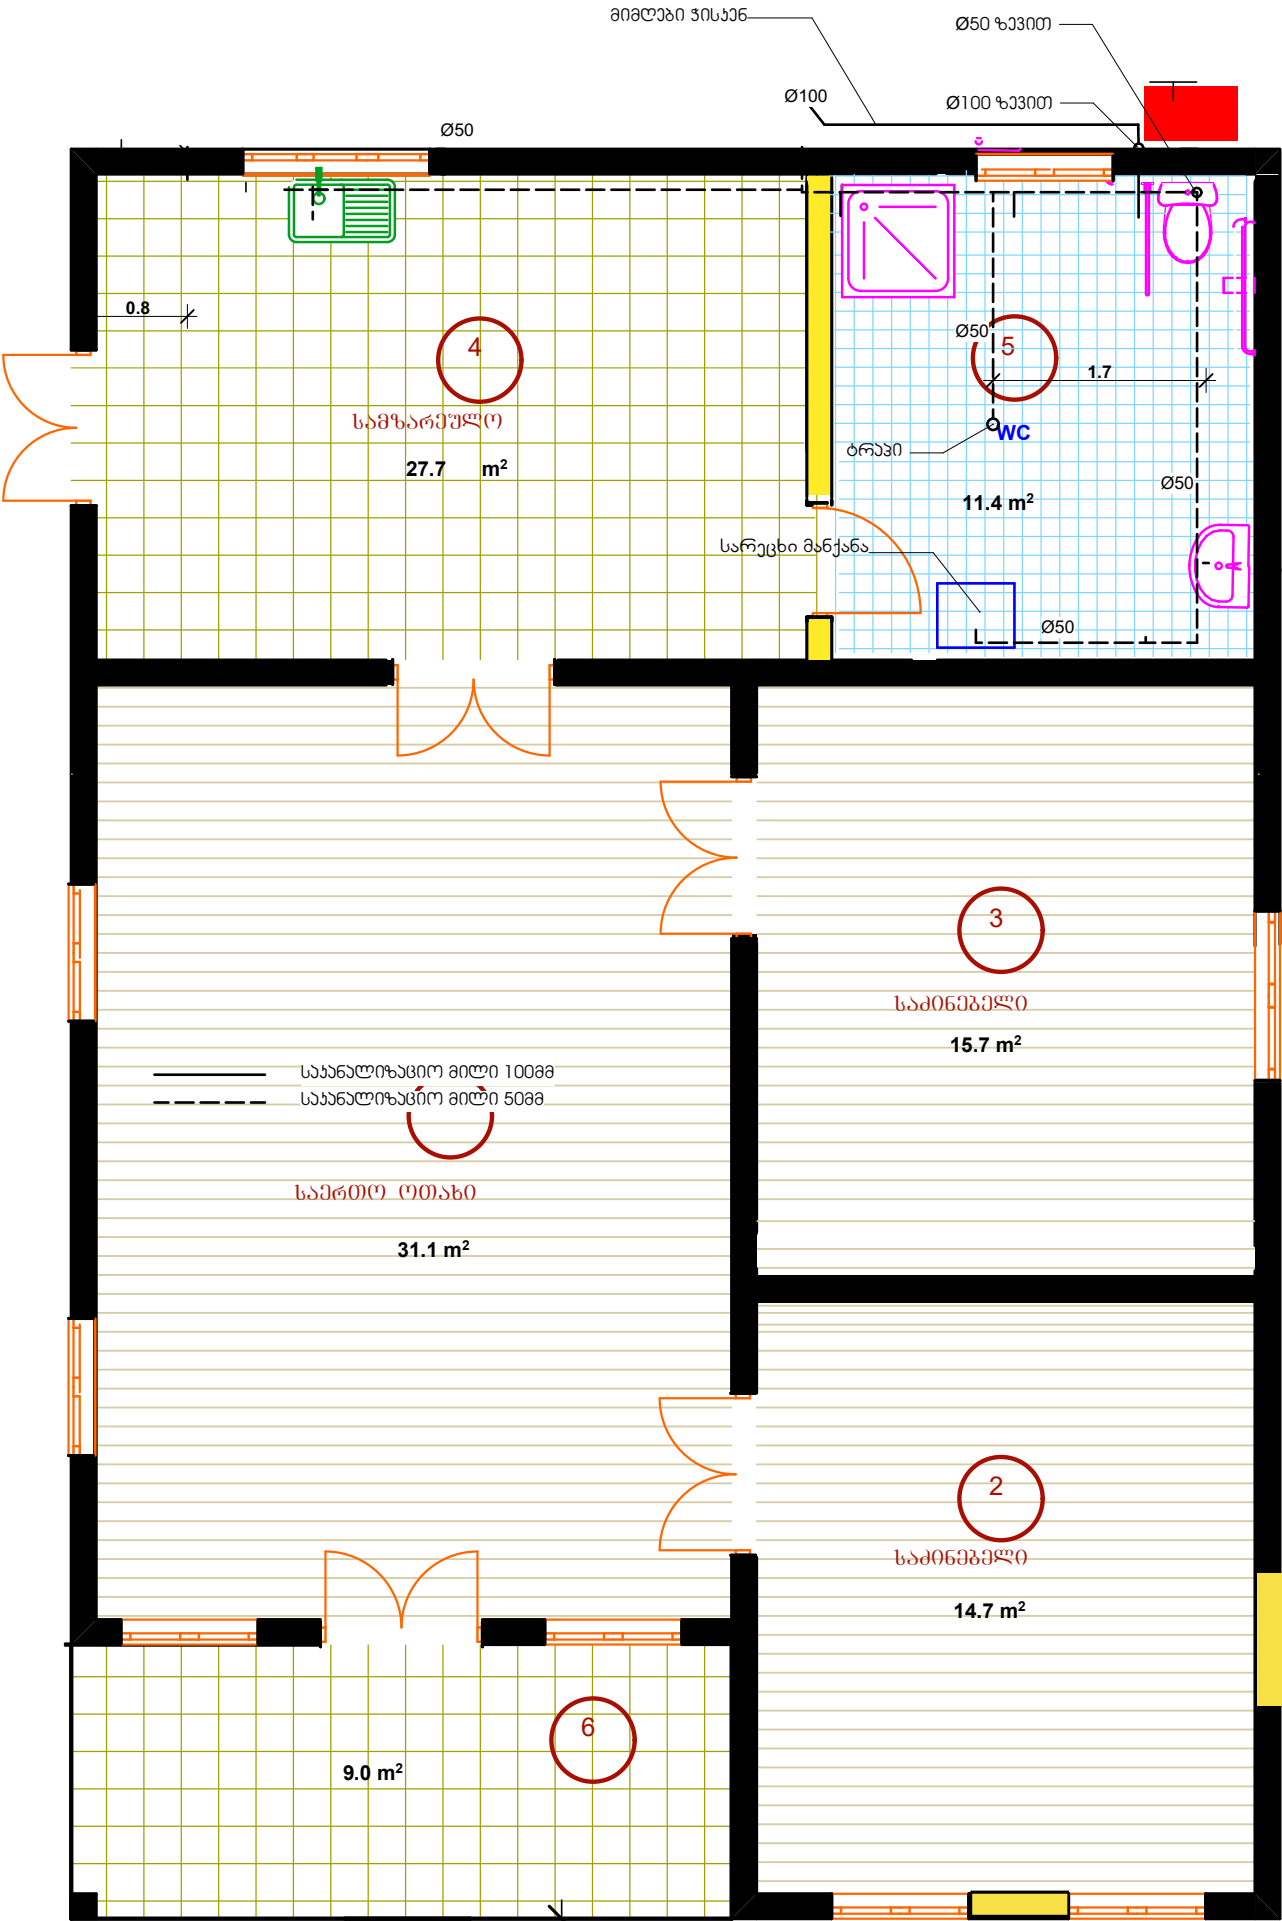 მიმღები ჭისკენ
Ø50 ზევით
Ø100
Ø100 ზევით
Ø50
0.8
4
სამზარეულო
27.7 m²
Ø50
5
1.7
WC
ტრაპი
Ø50
11.4 m²
სარეცხი მანქანა
Ø50
3
საძინებელი
15.7 m²
საკანალიზაციო მილი 100მმ
საკანალიზაციო მილი 50მმ
საერთო ოთახი
31.1 m²
2
საძინებელი
14.7 m²
6
9.0 m²